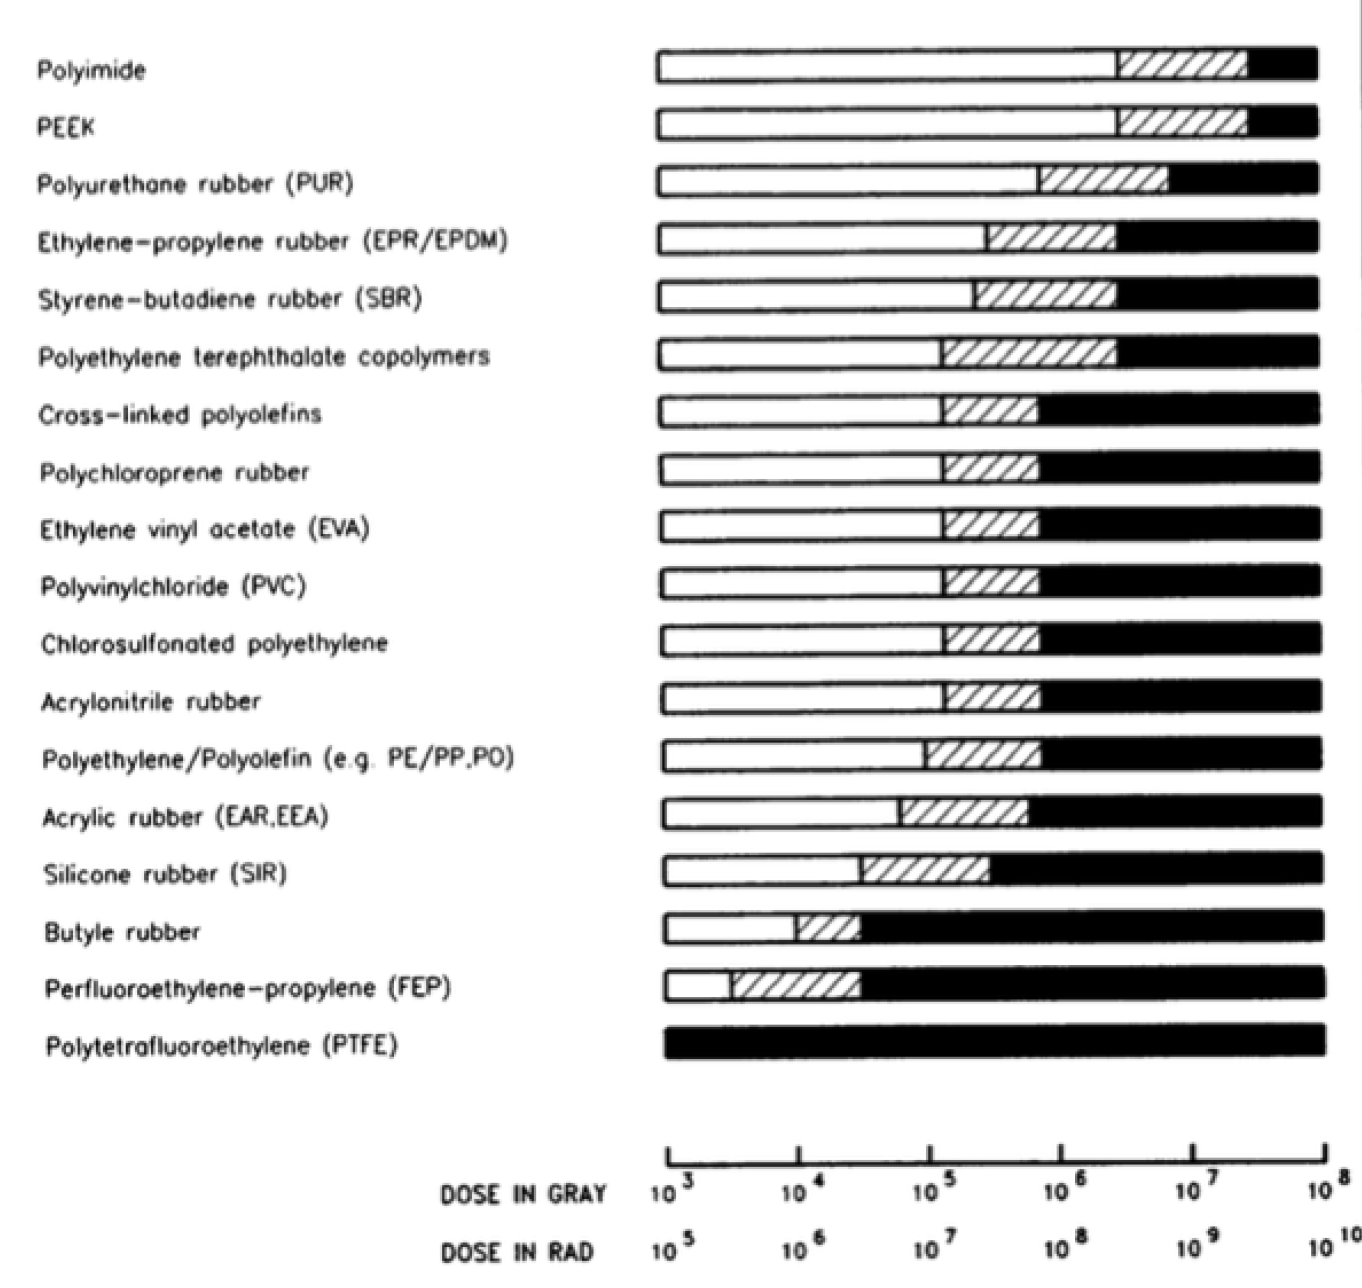 Polyimide
PEEK
Polyurethane rubber (PUR)
Ethylene-propylene rubber (EPR/EPDM)
Styrene-butadiene rubber (SBR)
Polyethylene terephthalate copolymers
Cross-linked polyolefins
Polychloroprene rubber
Ethylene vinyl acetate (EVA)
Polyvinylchloride (PVC)
Chlorosulfonated polyethylene
Acrylonitrile rubber
Polyethylene/Polyolefin (e.g. PE/PP,PO)
Acrylic rubber (EAR,EEA)
Silicone rubber (SIR)
Butyle rubber
Perfluoroethylene-propylene (FEP)
Polytetrafluoroethylene (PTFE)
DOSE IN GRAY 10³ 10⁴ 10⁵ 10⁶ 10⁷ 10⁸
DOSE IN RAD 10⁵ 10⁶ 10⁷ 10⁸ 10⁹ 10¹⁰